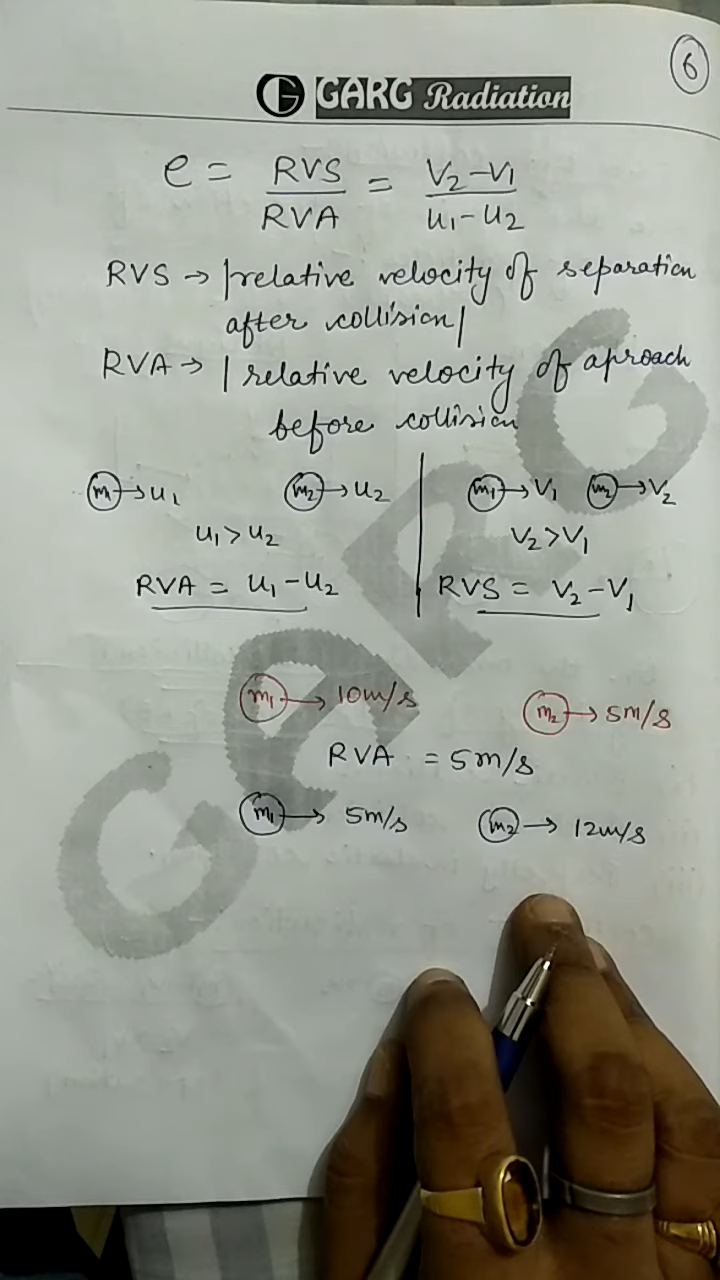 6
GARG Radiation
e = RVS/RVA = V₂-V₁/u₁-u₂
RVS → |relative velocity of separation
after collision|
RVA → | relative velocity of aproach
before collision
m₁ → u₁ m₂ → u₂ m₁ → V₁ m₂ → V₂
u₁ > u₂ V₂ > V₁
RVA = u₁ - u₂ RVS = V₂ - V₁
m₁ → 10m/s m₂ → 5m/s
RVA = 5m/s
m₁ → 5m/s m₂ → 12m/s
GARG